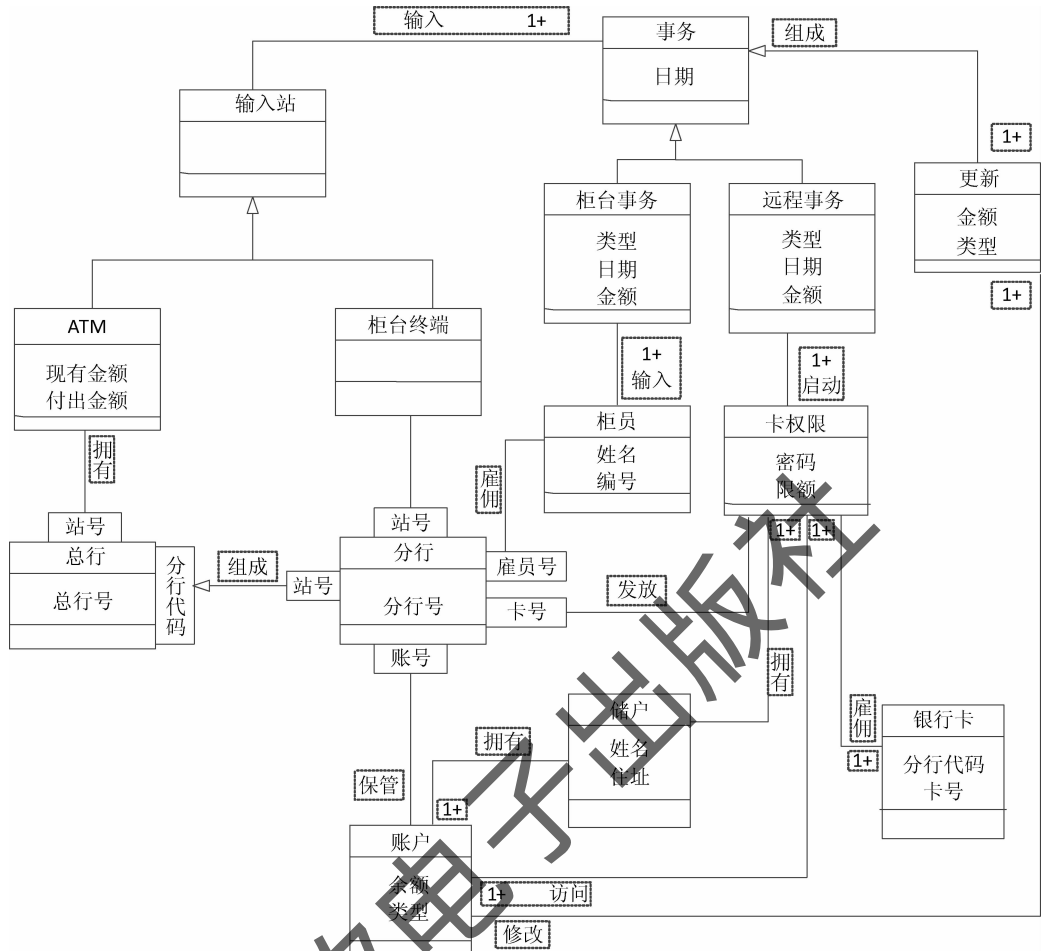 输入 1+
事务
日期
组成
输入站
1+
更新
金额
类型
1+
柜台事务
类型
日期
金额
远程事务
类型
日期
金额
ATM
现有金额
付出金额
柜台终端
1+
输入
1+
启动
拥有
柜员
姓名
编号
卡权限
密码
限额
雇佣
站号
总行
总行号
分行代码
组成
站号
站号
分行
分行号
雇员号
卡号
账号
发放
1+
1+
拥有
储户
姓名
住址
拥有
保管
1+
雇佣
1+
银行卡
分行代码
卡号
账户
余额
类型
1+ 访问
修改
电子出版社